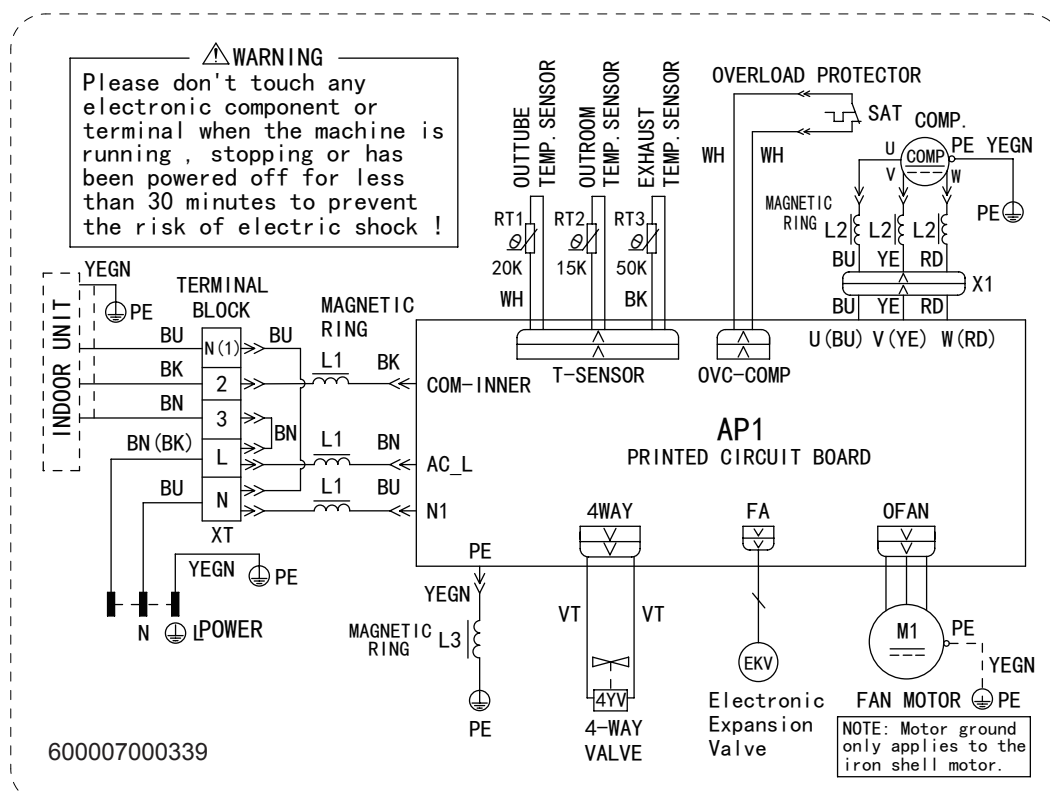 WARNING
Please don't touch any
electronic component or
terminal when the machine is
running , stopping or has
been powered off for less
than 30 minutes to prevent
the risk of electric shock !
OUTTUBE
TEMP. SENSOR
OUTROOM
TEMP. SENSOR
EXHAUST
TEMP. SENSOR
RT1
RT2
RT3
20K
15K
50K
WH
BK
OVERLOAD PROTECTOR
SAT
WH
WH
COMP.
U
V
W
COMP
PE YEGN
PE
MAGNETIC
RING
L2
L2
L2
BU
YE
RD
X1
BU
YE
RD
U(BU) V(YE) W(RD)
INDOOR UNIT
YEGN
PE
TERMINAL
BLOCK
MAGNETIC
RING
BU
N(1)
BU
BK
2
L1
BK
COM-INNER
BN
3
BN
BN(BK)
L
L1
BN
AC_L
BU
N
L1
BU
N1
XT
T-SENSOR
OVC-COMP
AP1
PRINTED CIRCUIT BOARD
4WAY
FA
OFAN
PE
YEGN
PE
N
L
POWER
YEGN
MAGNETIC
RING
L3
PE
VT
VT
4YV
4-WAY
VALVE
EKV
Electronic
Expansion
Valve
M1
PE
YEGN
FAN MOTOR
PE
NOTE: Motor ground
only applies to the
iron shell motor.
600007000339